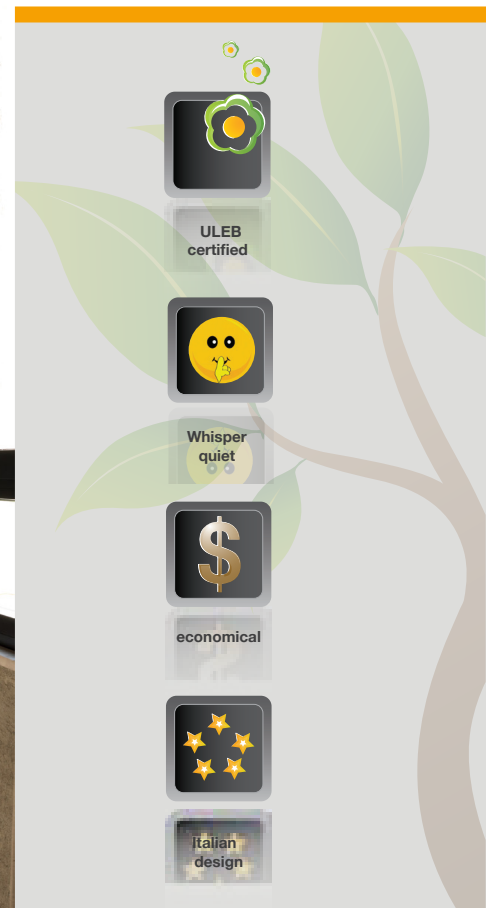 ULEB
certified
Whisper
quiet
$
economical
Italian
design